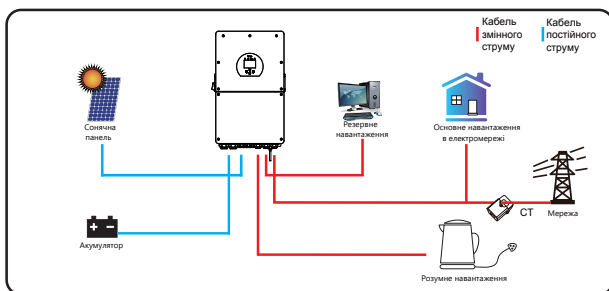 Кабель
змінного
струму
Кабель
постійного
струму
Сонячна
панель
Резервне
навантаження
Основне навантаження
в електромережі
CT
Мережа
Акумулятор
Розумне навантаження